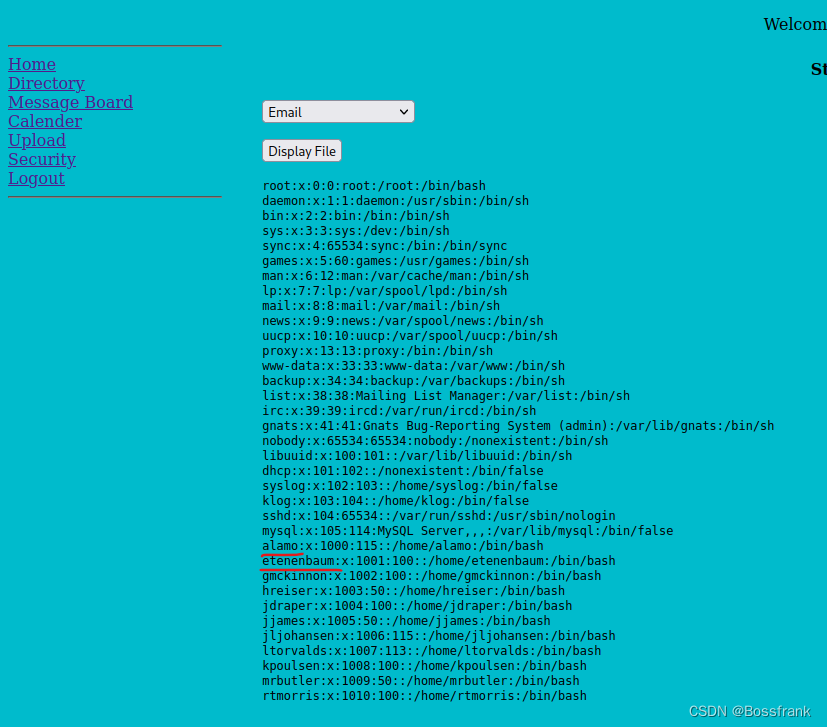 Welcom
St
Home
Directory
Message Board
Calender
Upload
Security
Logout
Email
Display File
root:x:0:0:root:/root:/bin/bash
daemon:x:1:1:daemon:/usr/sbin:/bin/sh
bin:x:2:2:bin:/bin:/bin/sh
sys:x:3:3:sys:/dev:/bin/sh
sync:x:4:65534:sync:/bin:/bin/sync
games:x:5:60:games:/usr/games:/bin/sh
man:x:6:12:man:/var/cache/man:/bin/sh
lp:x:7:7:lp:/var/spool/lpd:/bin/sh
mail:x:8:8:mail:/var/mail:/bin/sh
news:x:9:9:news:/var/spool/news:/bin/sh
uucp:x:10:10:uucp:/var/spool/uucp:/bin/sh
proxy:x:13:13:proxy:/bin:/bin/sh
www-data:x:33:33:www-data:/var/www:/bin/sh
backup:x:34:34:backup:/var/backups:/bin/sh
list:x:38:38:Mailing List Manager:/var/list:/bin/sh
irc:x:39:39:ircd:/var/run/ircd:/bin/sh
gnats:x:41:41:Gnats Bug-Reporting System (admin):/var/lib/gnats:/bin/sh
nobody:x:65534:65534:nobody:/nonexistent:/bin/sh
libuuid:x:100:101::/var/lib/libuuid:/bin/sh
dhcp:x:101:102::/nonexistent:/bin/false
syslog:x:102:103::/home/syslog:/bin/false
klog:x:103:104::/home/klog:/bin/false
sshd:x:104:65534::/var/run/sshd:/usr/sbin/nologin
mysql:x:105:114:MySQL Server,,,:/var/lib/mysql:/bin/false
alamo:x:1000:115::/home/alamo:/bin/bash
etenenbaum:x:1001:100::/home/etenenbaum:/bin/bash
gmckinnon:x:1002:100::/home/gmckinnon:/bin/bash
hreiser:x:1003:50::/home/hreiser:/bin/bash
jdraper:x:1004:100::/home/jdraper:/bin/bash
jjames:x:1005:50::/home/jjames:/bin/bash
jljohansen:x:1006:115::/home/jljohansen:/bin/bash
ltorvalds:x:1007:113::/home/ltorvalds:/bin/bash
kpoulsen:x:1008:100::/home/kpoulsen:/bin/bash
mrbutler:x:1009:50::/home/mrbutler:/bin/bash
rtmorris:x:1010:100::/home/rtmorris:/bin/bash
CSDN @Bossfrank